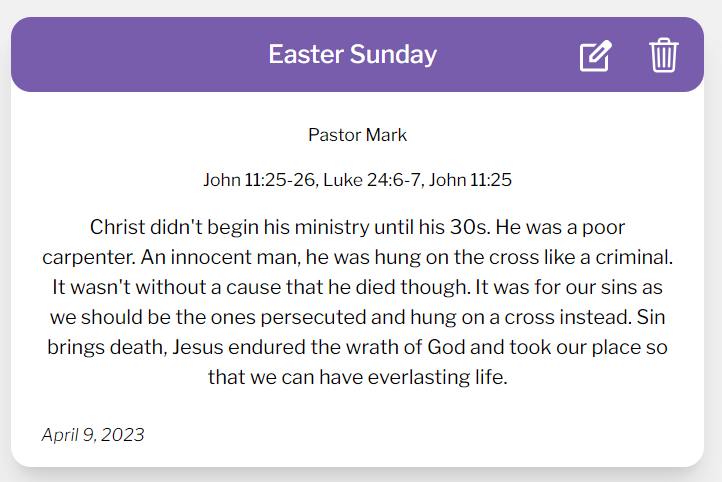 Easter Sunday
Pastor Mark
John 11:25-26, Luke 24:6-7, John 11:25
Christ didn't begin his ministry until his 30s. He was a poor
carpenter. An innocent man, he was hung on the cross like a criminal.
It wasn't without a cause that he died though. It was for our sins as
we should be the ones persecuted and hung on a cross instead. Sin
brings death, Jesus endured the wrath of God and took our place so
that we can have everlasting life.
April 9, 2023